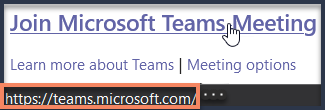 Join Microsoft Teams Meeting
Learn more about Teams | Meeting options
https://teams.microsoft.com/ ···